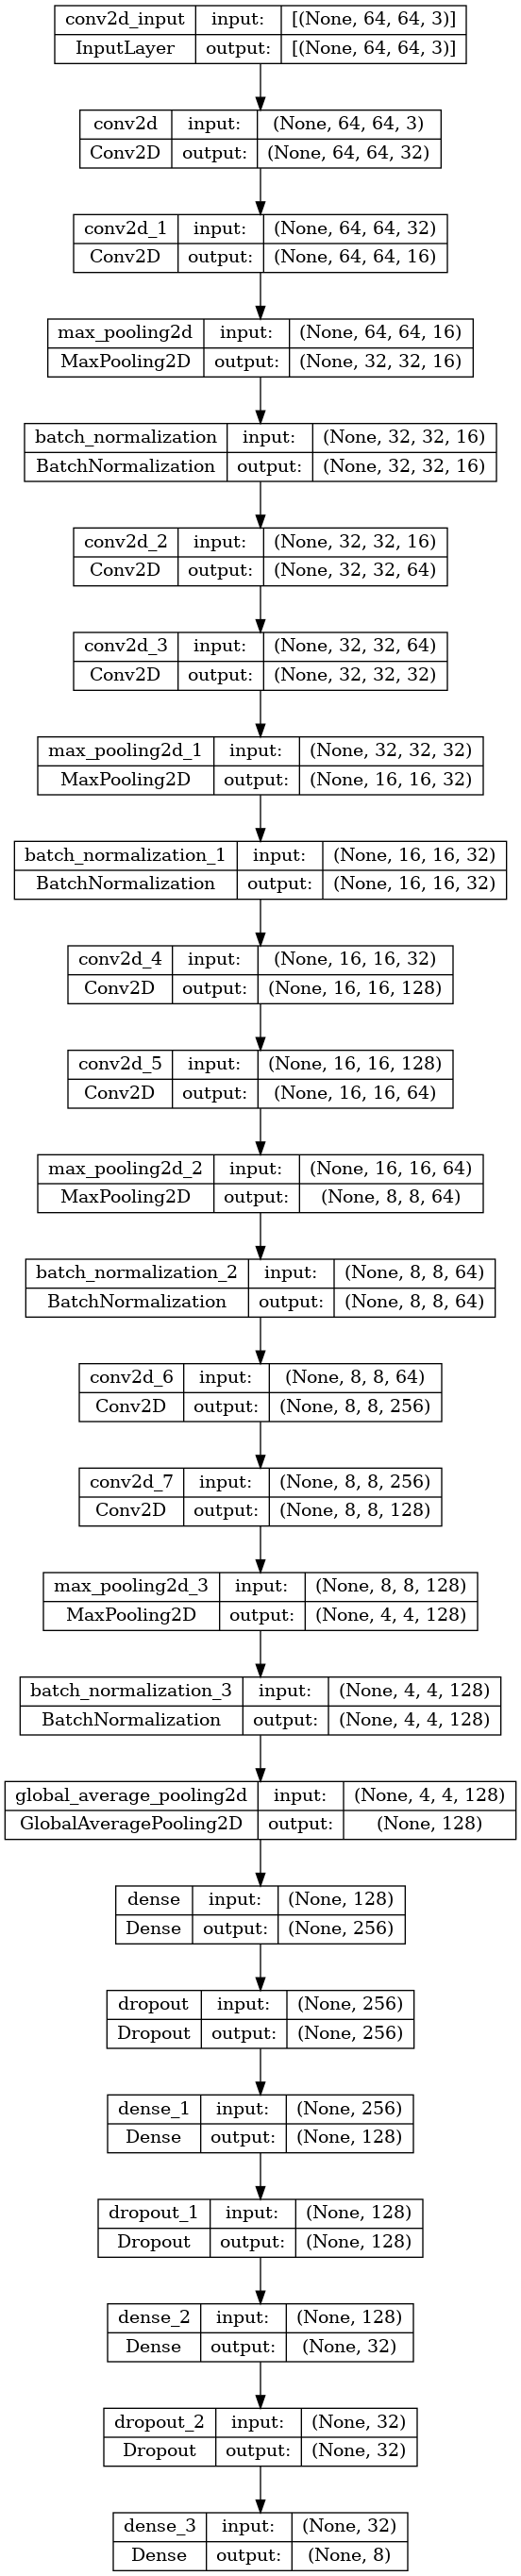 conv2d_input input: [(None, 64, 64, 3)]
InputLayer output: [(None, 64, 64, 3)]
conv2d input: (None, 64, 64, 3)
Conv2D output: (None, 64, 64, 32)
conv2d_1 input: (None, 64, 64, 32)
Conv2D output: (None, 64, 64, 16)
max_pooling2d input: (None, 64, 64, 16)
MaxPooling2D output: (None, 32, 32, 16)
batch_normalization input: (None, 32, 32, 16)
BatchNormalization output: (None, 32, 32, 16)
conv2d_2 input: (None, 32, 32, 16)
Conv2D output: (None, 32, 32, 64)
conv2d_3 input: (None, 32, 32, 64)
Conv2D output: (None, 32, 32, 32)
max_pooling2d_1 input: (None, 32, 32, 32)
MaxPooling2D output: (None, 16, 16, 32)
batch_normalization_1 input: (None, 16, 16, 32)
BatchNormalization output: (None, 16, 16, 32)
conv2d_4 input: (None, 16, 16, 32)
Conv2D output: (None, 16, 16, 128)
conv2d_5 input: (None, 16, 16, 128)
Conv2D output: (None, 16, 16, 64)
max_pooling2d_2 input: (None, 16, 16, 64)
MaxPooling2D output: (None, 8, 8, 64)
batch_normalization_2 input: (None, 8, 8, 64)
BatchNormalization output: (None, 8, 8, 64)
conv2d_6 input: (None, 8, 8, 64)
Conv2D output: (None, 8, 8, 256)
conv2d_7 input: (None, 8, 8, 256)
Conv2D output: (None, 8, 8, 128)
max_pooling2d_3 input: (None, 8, 8, 128)
MaxPooling2D output: (None, 4, 4, 128)
batch_normalization_3 input: (None, 4, 4, 128)
BatchNormalization output: (None, 4, 4, 128)
global_average_pooling2d input: (None, 4, 4, 128)
GlobalAveragePooling2D output: (None, 128)
dense input: (None, 128)
Dense output: (None, 256)
dropout input: (None, 256)
Dropout output: (None, 256)
dense_1 input: (None, 256)
Dense output: (None, 128)
dropout_1 input: (None, 128)
Dropout output: (None, 128)
dense_2 input: (None, 128)
Dense output: (None, 32)
dropout_2 input: (None, 32)
Dropout output: (None, 32)
dense_3 input: (None, 32)
Dense output: (None, 8)